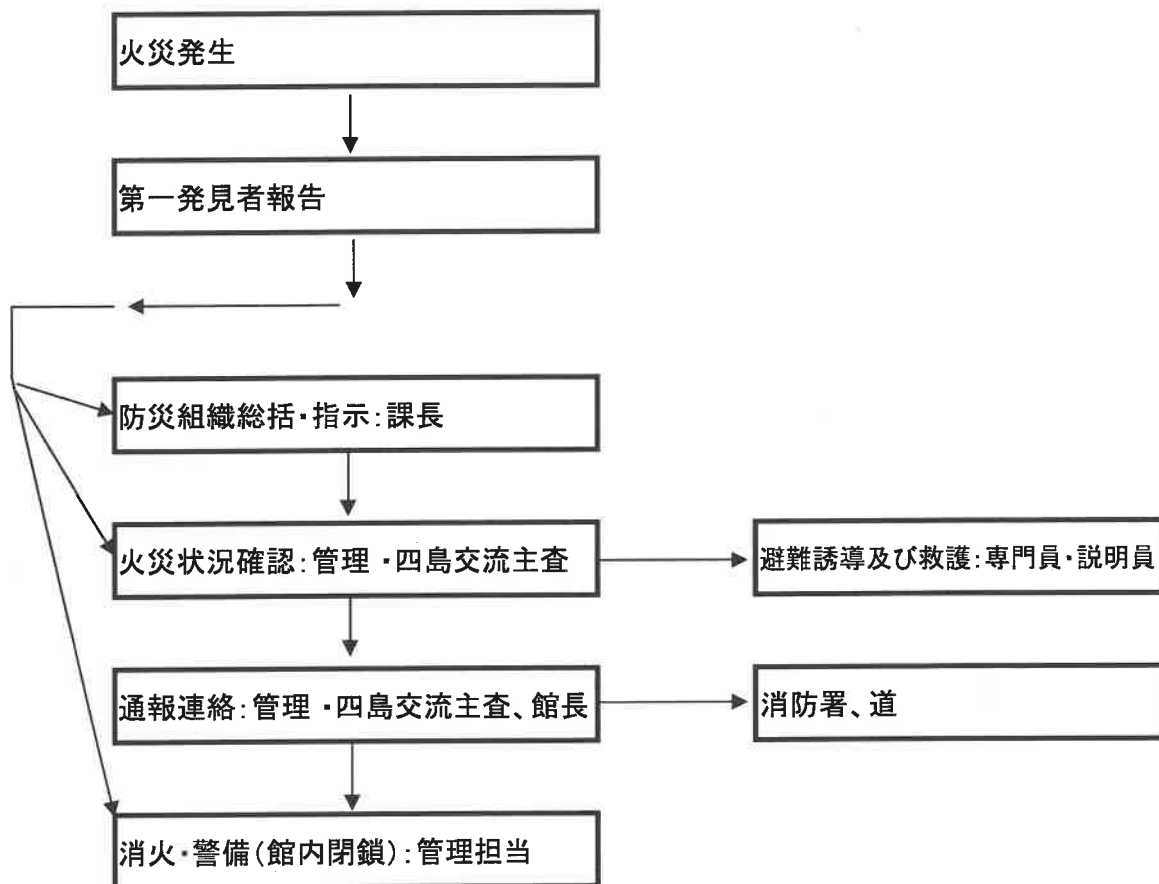 火災発生
第一発見者報告
防災組織総括・指示:課長
火災状況確認:管理・四島交流主査
避難誘導及び救護:専門員・説明員
通報連絡:管理・四島交流主査、館長
消防署、道
消火・警備(館内閉鎖):管理担当